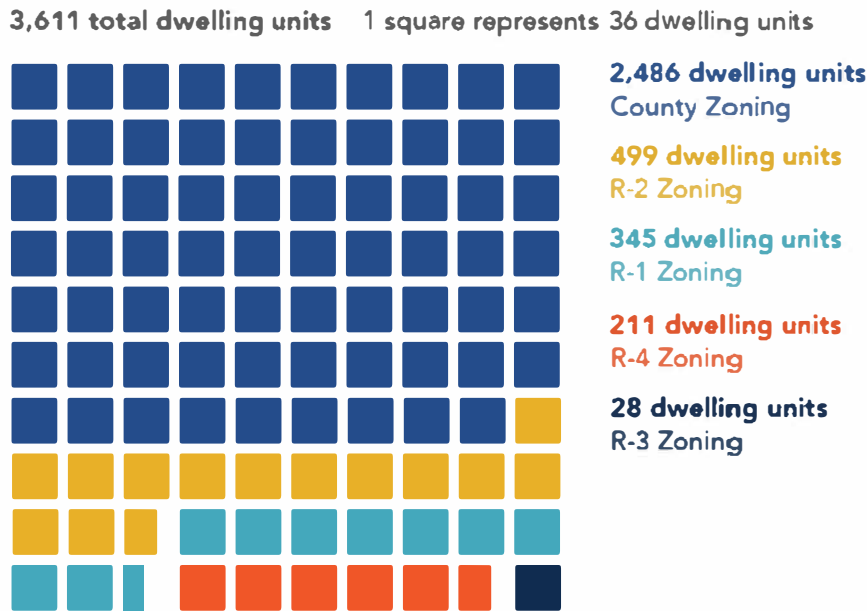 3,611 total dwelling units 1 square represents 36 dwelling units
2,486 dwelling units
County Zoning
499 dwelling units
R-2 Zoning
345 dwelling units
R-1 Zoning
211 dwelling units
R-4 Zoning
28 dwelling units
R-3 Zoning